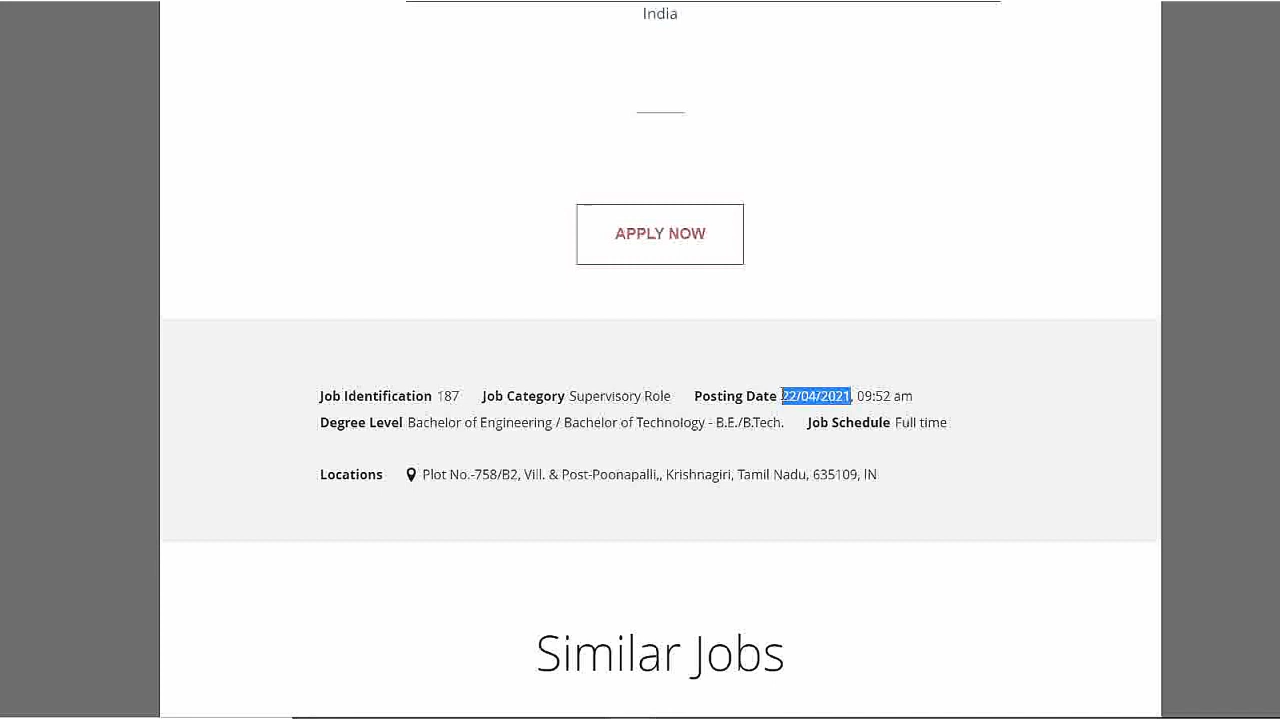 India
APPLY NOW
Job Identification 187 Job Category Supervisory Role Posting Date 22/04/2021, 09:52 am
Degree Level Bachelor of Engineering / Bachelor of Technology - B.E./B.Tech. Job Schedule Full time
Locations Plot No.-758/B2, Vill. & Post-Poonapalli,, Krishnagiri, Tamil Nadu, 635109, IN
Similar Jobs